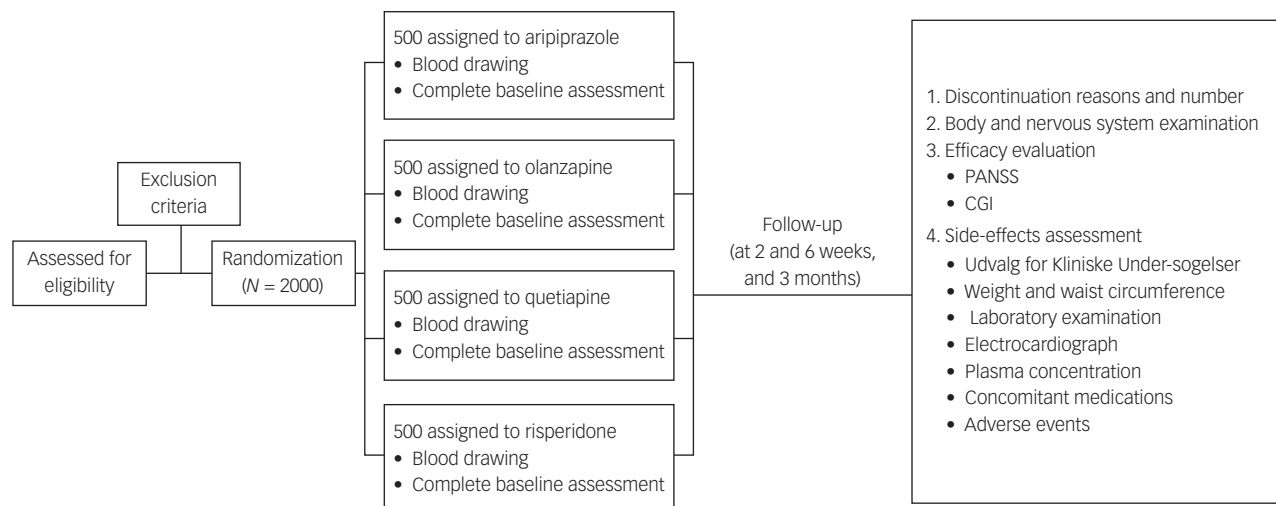 Assessed for
eligibility
Exclusion
criteria
Randomization
(N = 2000)
500 assigned to aripiprazole
• Blood drawing
• Complete baseline assessment
500 assigned to olanzapine
• Blood drawing
• Complete baseline assessment
500 assigned to quetiapine
• Blood drawing
• Complete baseline assessment
500 assigned to risperidone
• Blood drawing
• Complete baseline assessment
Follow-up
(at 2 and 6 weeks,
and 3 months)
1. Discontinuation reasons and number
2. Body and nervous system examination
3. Efficacy evaluation
• PANSS
• CGI
4. Side-effects assessment
• Udvalg for Kliniske Under-sogelser
• Weight and waist circumference
• Laboratory examination
• Electrocardiograph
• Plasma concentration
• Concomitant medications
• Adverse events